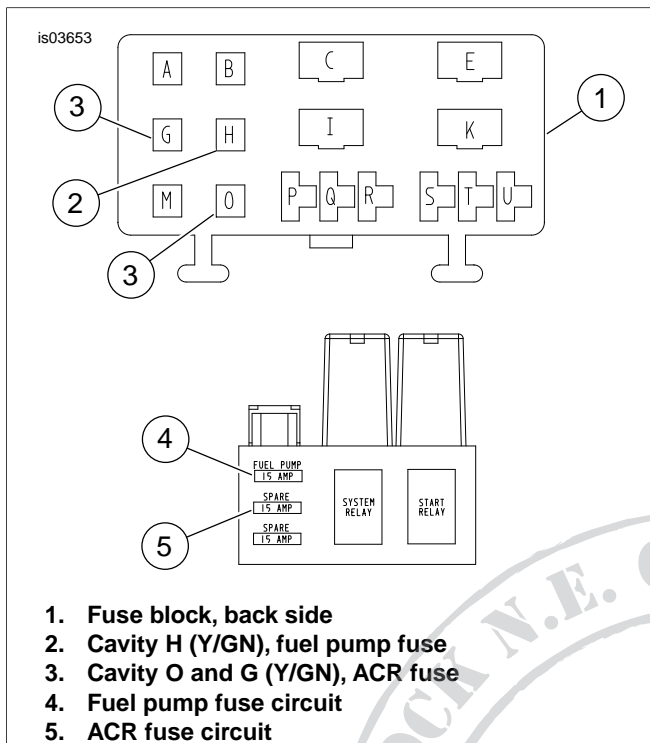 is03653
A B C E
3 G H I K 1
2 M O P Q R S T U
3
4 FUEL PUMP
15 AMP
SPARE
15 AMP
SYSTEM
RELAY
START
RELAY
5 SPARE
15 AMP
1. Fuse block, back side
2. Cavity H (Y/GN), fuel pump fuse
3. Cavity O and G (Y/GN), ACR fuse
4. Fuel pump fuse circuit
5. ACR fuse circuit
OCK N.E.